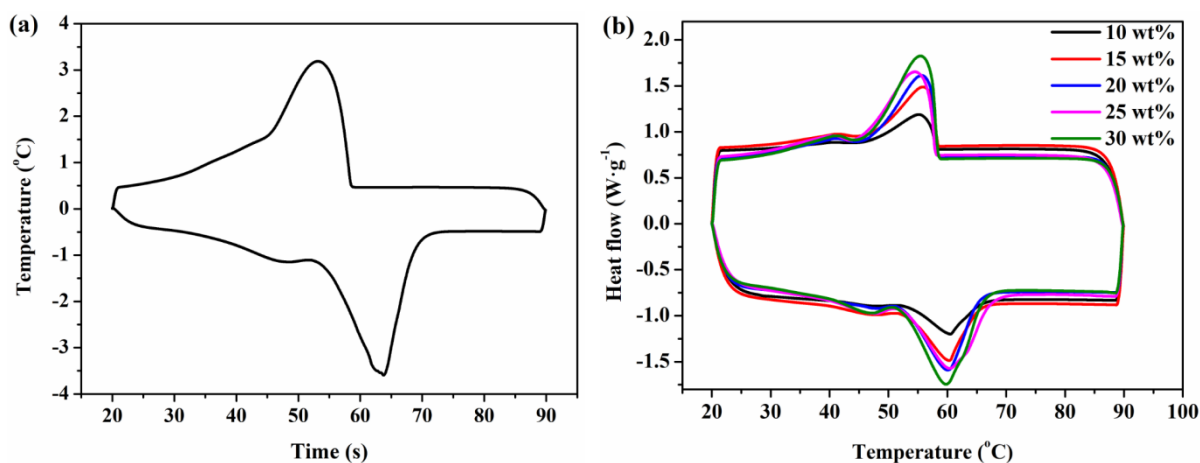 (a)
4
3
2
1
0
-1
-2
-3
-4
Temperature (°C)
20 30 40 50 60 70 80 90
Time (s)
(b)
2.0
1.5
1.0
0.5
0.0
-0.5
-1.0
-1.5
Heat flow (W·g⁻¹)
10 wt%
15 wt%
20 wt%
25 wt%
30 wt%
20 30 40 50 60 70 80 90 100
Temperature (°C)